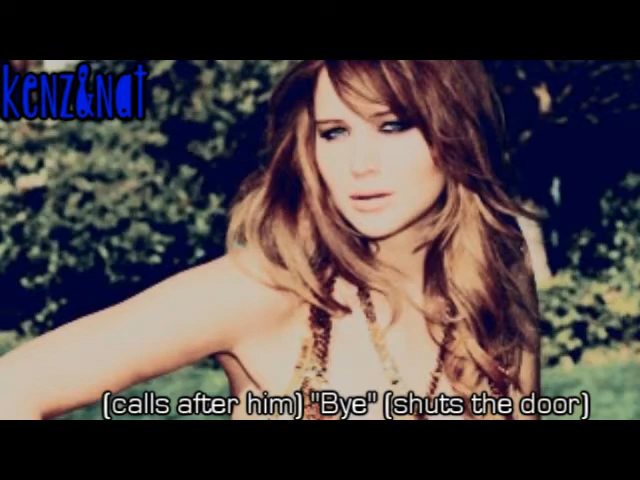 Kenz&Nat
(calls after him) "Bye" (shuts the door)